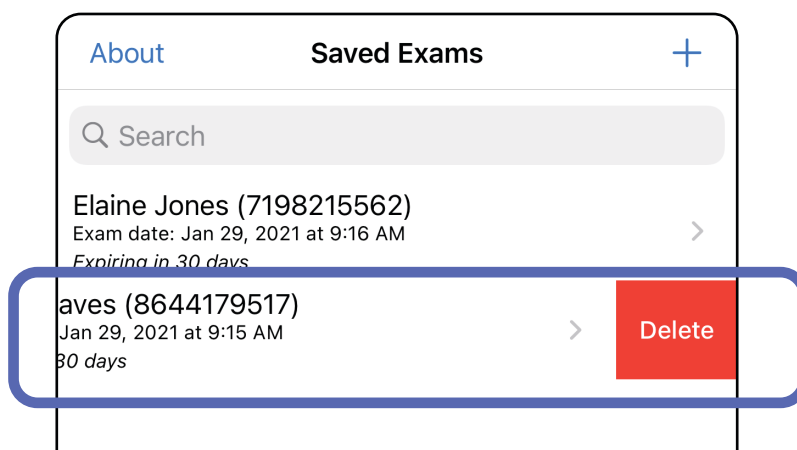 About Saved Exams +
Search
Elaine Jones (7198215562)
Exam date: Jan 29, 2021 at 9:16 AM
Expiring in 30 days
aves (8644179517)
Jan 29, 2021 at 9:15 AM
30 days
Delete